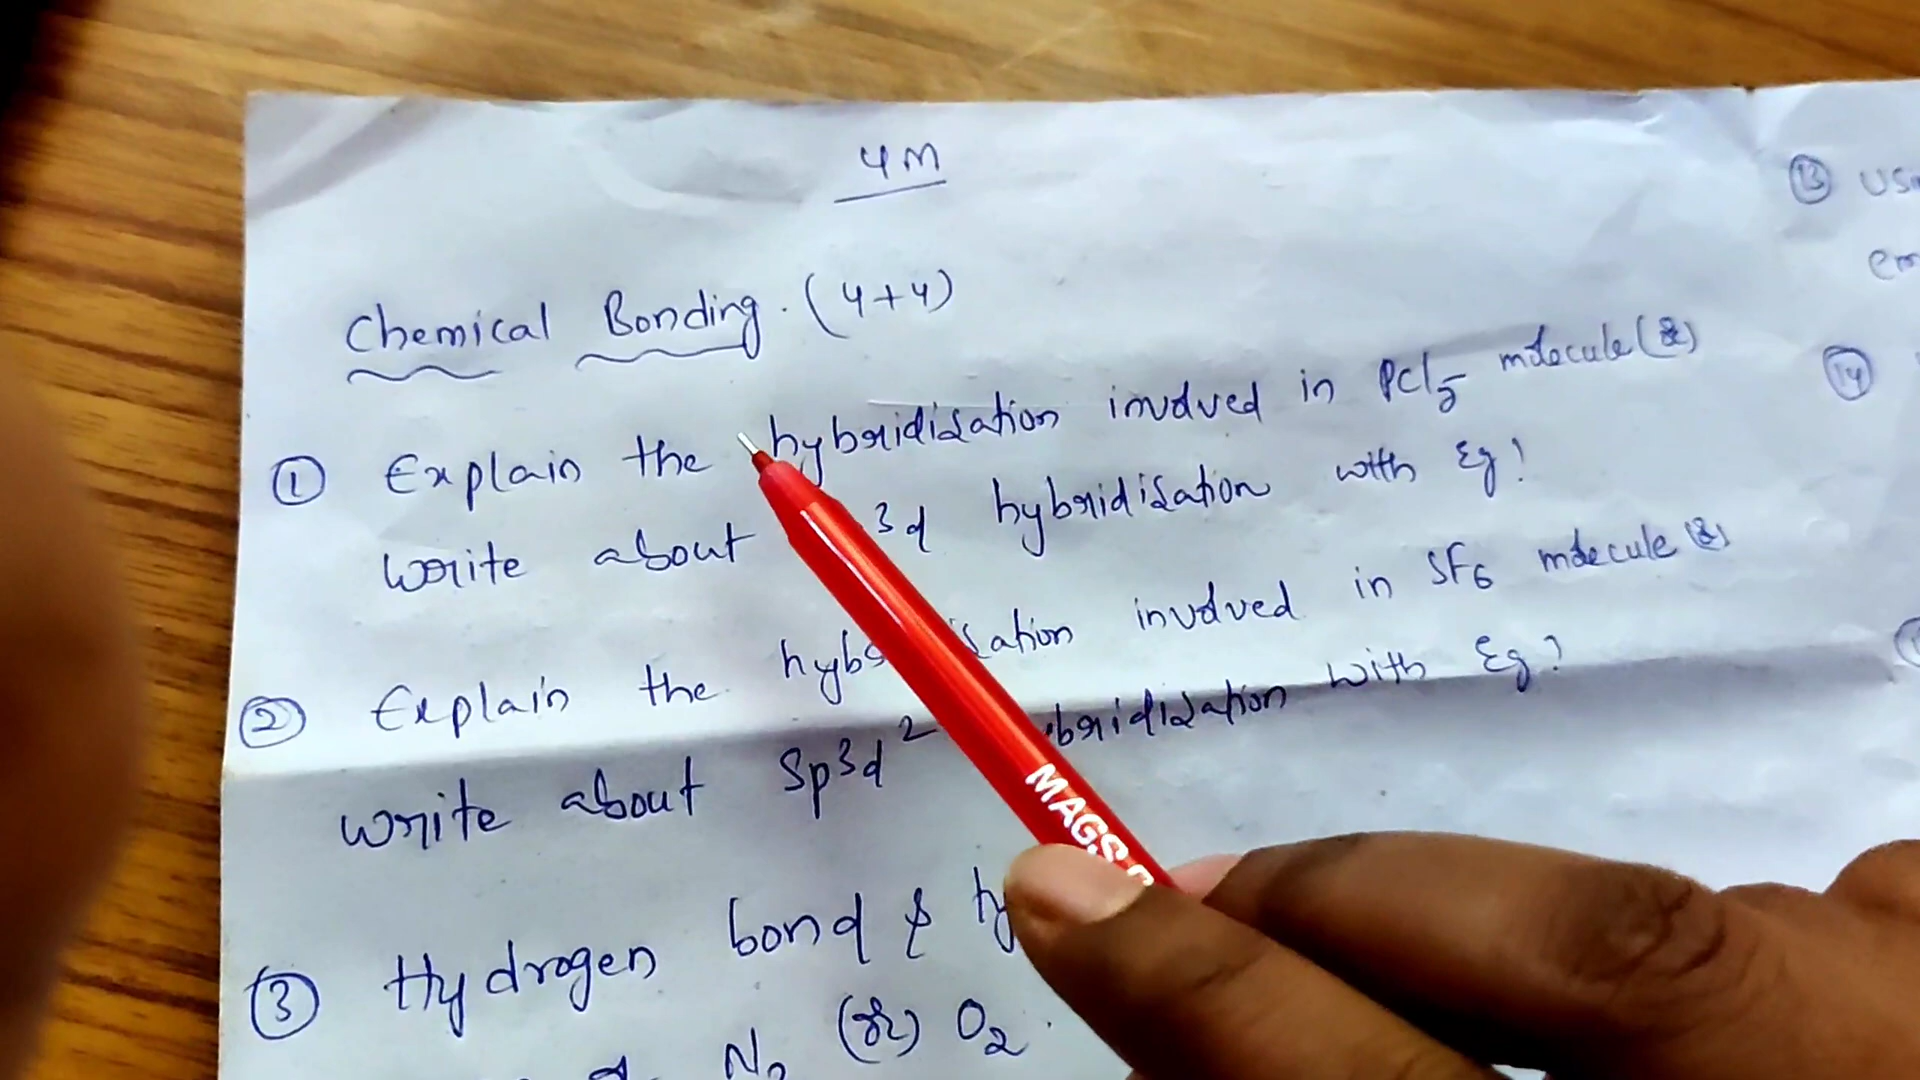 4M
Chemical Bonding. (4+4)
① Explain the hybridisation involved in PCl5 molecule (or)
write about 3d hybridisation with Eg!
② Explain the involved in SF6 molecule (or)
write about Sp3d2 with Eg?
③ Hydrogen bond &
N2 (or) O2.
⑬
⑭
MAGS